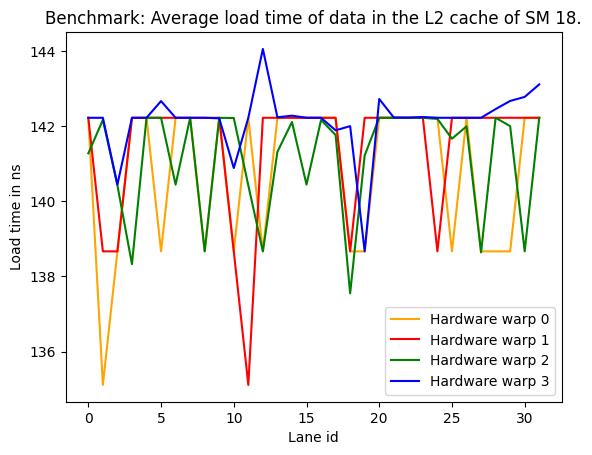 Benchmark: Average load time of data in the L2 cache of SM 18.
Load time in ns
144
142
140
138
136
0 5 10 15 20 25 30
Lane id
Hardware warp 0
Hardware warp 1
Hardware warp 2
Hardware warp 3